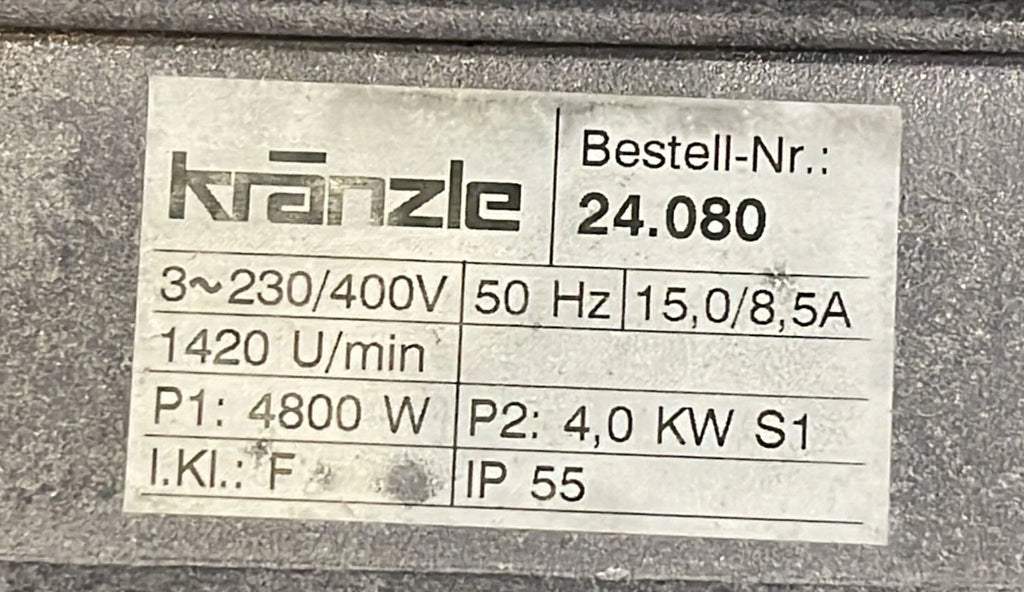 kränzle
Bestell-Nr.:
24.080
3~230/400V 50 Hz 15,0/8,5A
1420 U/min
P1: 4800 W P2: 4,0 KW S1
I.Kl.: F IP 55